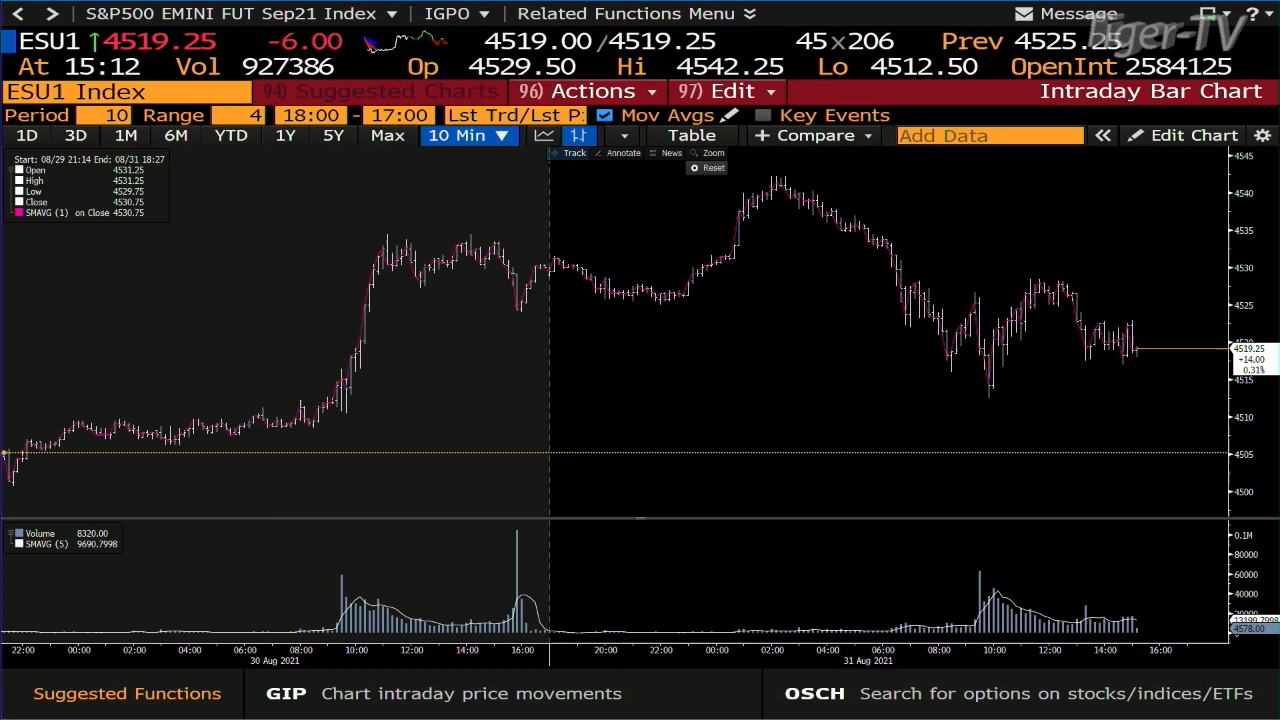 S&P500 EMINI FUT Sep21 Index IGPO Related Functions Menu Message ?
ESU1 ↑4519.25 -6.00 4519.00/4519.25 45x206 Prev 4525.25
At 15:12 Vol 927386 Op 4529.50 Hi 4542.25 Lo 4512.50 OpenInt 2584125
ESU1 Index 94) Suggested Charts 96) Actions 97) Edit Intraday Bar Chart
Period 10 Range 4 18:00 - 17:00 Lst Trd/Lst P: Mov Avgs Key Events
1D 3D 1M 6M YTD 1Y 5Y Max 10 Min ▼ Table + Compare Add Data « Edit Chart
Track Annotate News Zoom
Reset
Start: 08/29 21:14 End: 08/31 18:27
Open 4531.25
High 4531.25
Low 4529.75
Close 4530.75
SMAVG (1) on Close 4530.75
4545
4540
4535
4530
4525
4519.25
+14.00
0.31%
4515
4510
4505
4500
Volume 8320.00
SMAVG (5) 9690.7998
0.1M
80000
60000
40000
20000
13199.7998
4578.00
22:00 00:00 02:00 04:00 06:00 08:00 10:00 12:00 14:00 16:00 20:00 22:00 00:00 02:00 04:00 06:00 08:00 10:00 12:00 14:00 16:00
30 Aug 2021 31 Aug 2021
Suggested Functions GIP Chart intraday price movements OSCH Search for options on stocks/indices/ETFs